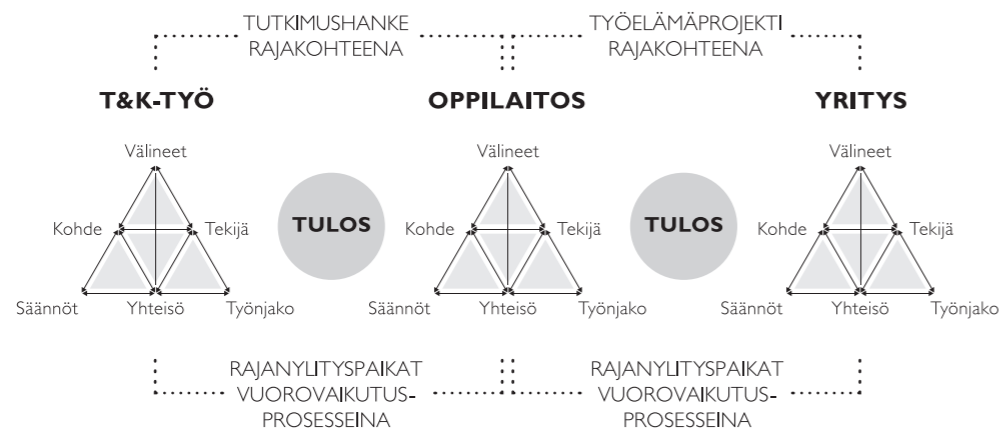 TUTKIMUSHANKE
RAJAKOHTEENA
TYÖELÄMÄPROJEKTI
RAJAKOHTEENA
T&K-TYÖ
OPPILAITOS
YRITYS
Välineet
Välineet
Välineet
Kohde
Tekijä
TULOS
Kohde
Tekijä
TULOS
Kohde
Tekijä
Säännöt
Yhteisö
Työnjako
Säännöt
Yhteisö
Työnjako
Säännöt
Yhteisö
Työnjako
RAJANYLITYSPAIKAT
VUOROVAIKUTUS-
PROSESSEINA
RAJANYLITYSPAIKAT
VUOROVAIKUTUS-
PROSESSEINA